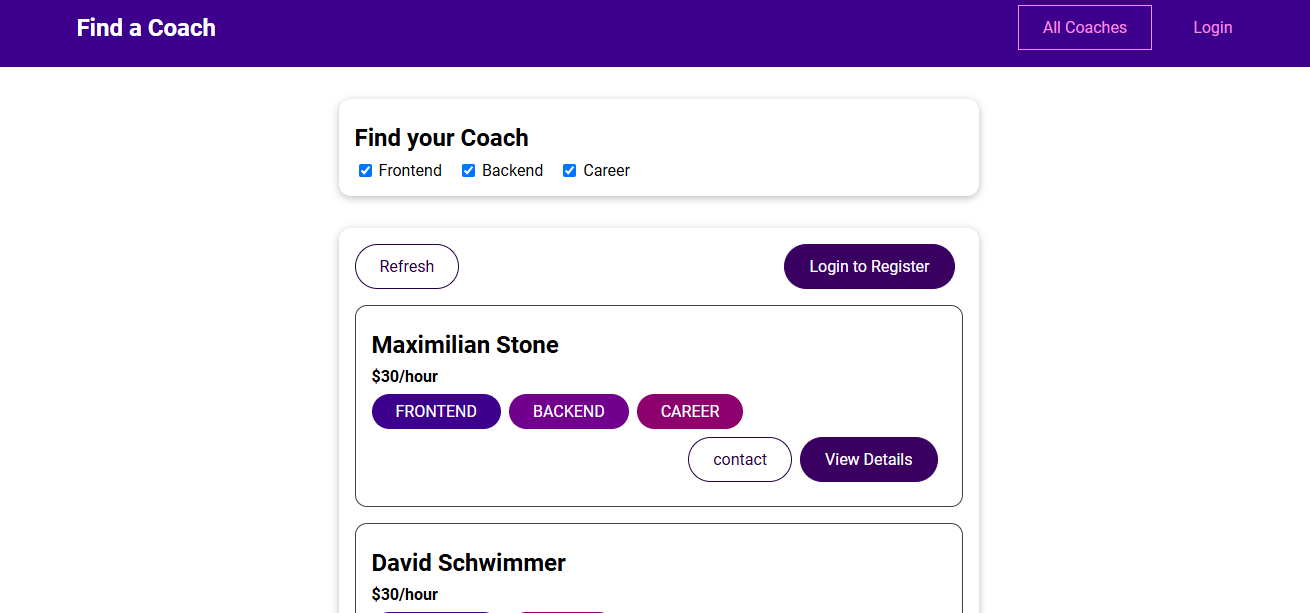 Find a Coach
All Coaches
Login
Find your Coach
Frontend
Backend
Career
Refresh
Login to Register
Maximilian Stone
$30/hour
FRONTEND
BACKEND
CAREER
contact
View Details
David Schwimmer
$30/hour